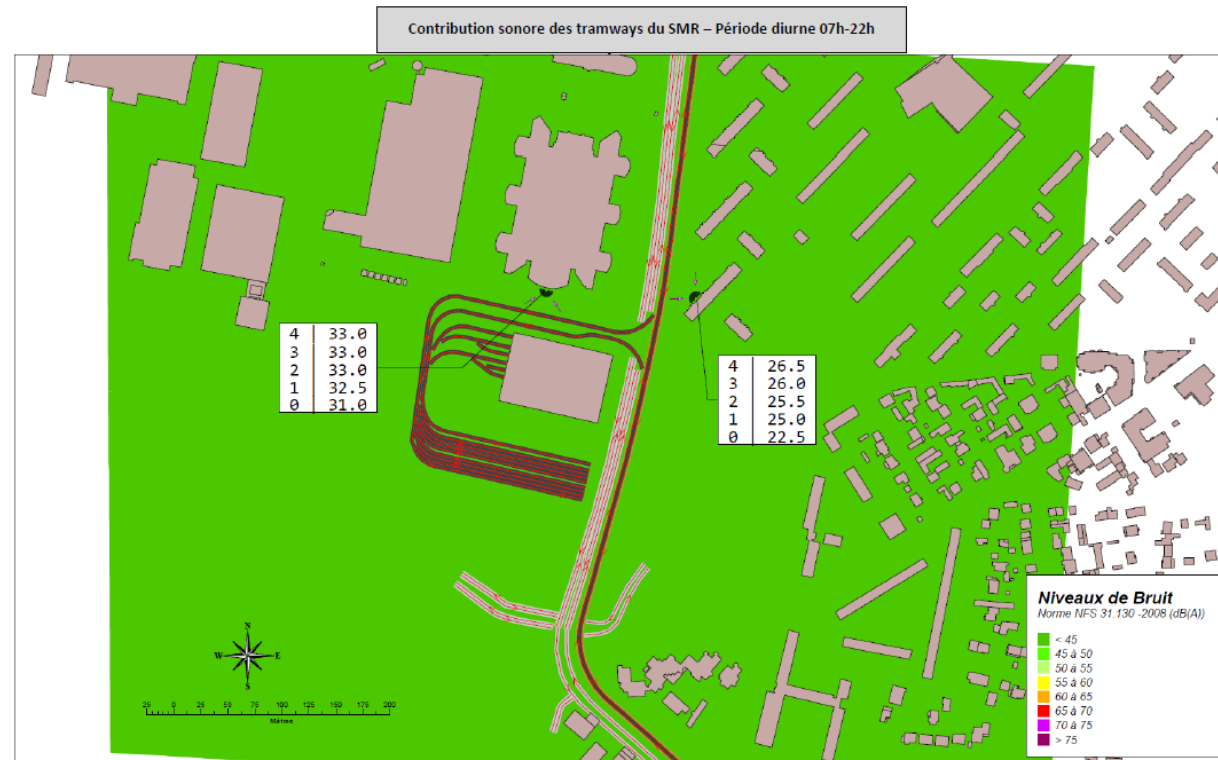 Contribution sonore des tramways du SMR – Période diurne 07h-22h
4 | 33.0
3 | 33.0
2 | 33.0
1 | 32.5
0 | 31.0
4 | 26.5
3 | 26.0
2 | 25.5
1 | 25.0
0 | 22.5
N
W E
S
25 0 25 50 75 100 125 150 175 200
Mètres
Niveaux de Bruit
Norme NFS 31.130 -2008 (dB(A))
< 45
45 à 50
50 à 55
55 à 60
60 à 65
65 à 70
70 à 75
> 75